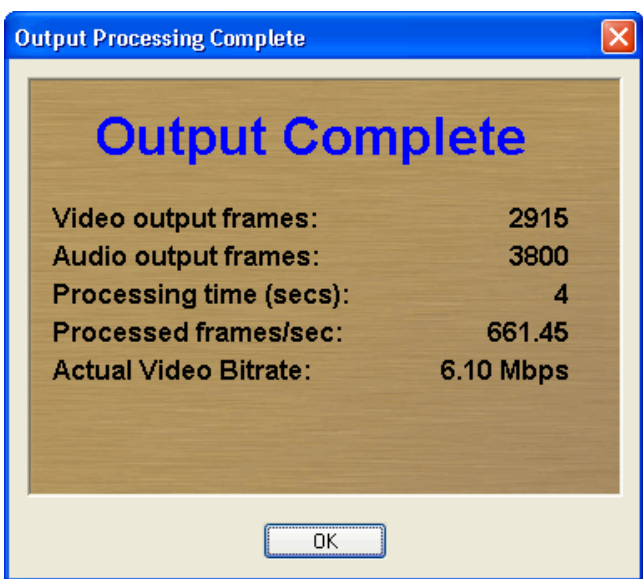 Output Processing Complete
Output Complete
Video output frames: 2915
Audio output frames: 3800
Processing time (secs): 4
Processed frames/sec: 661.45
Actual Video Bitrate: 6.10 Mbps
OK